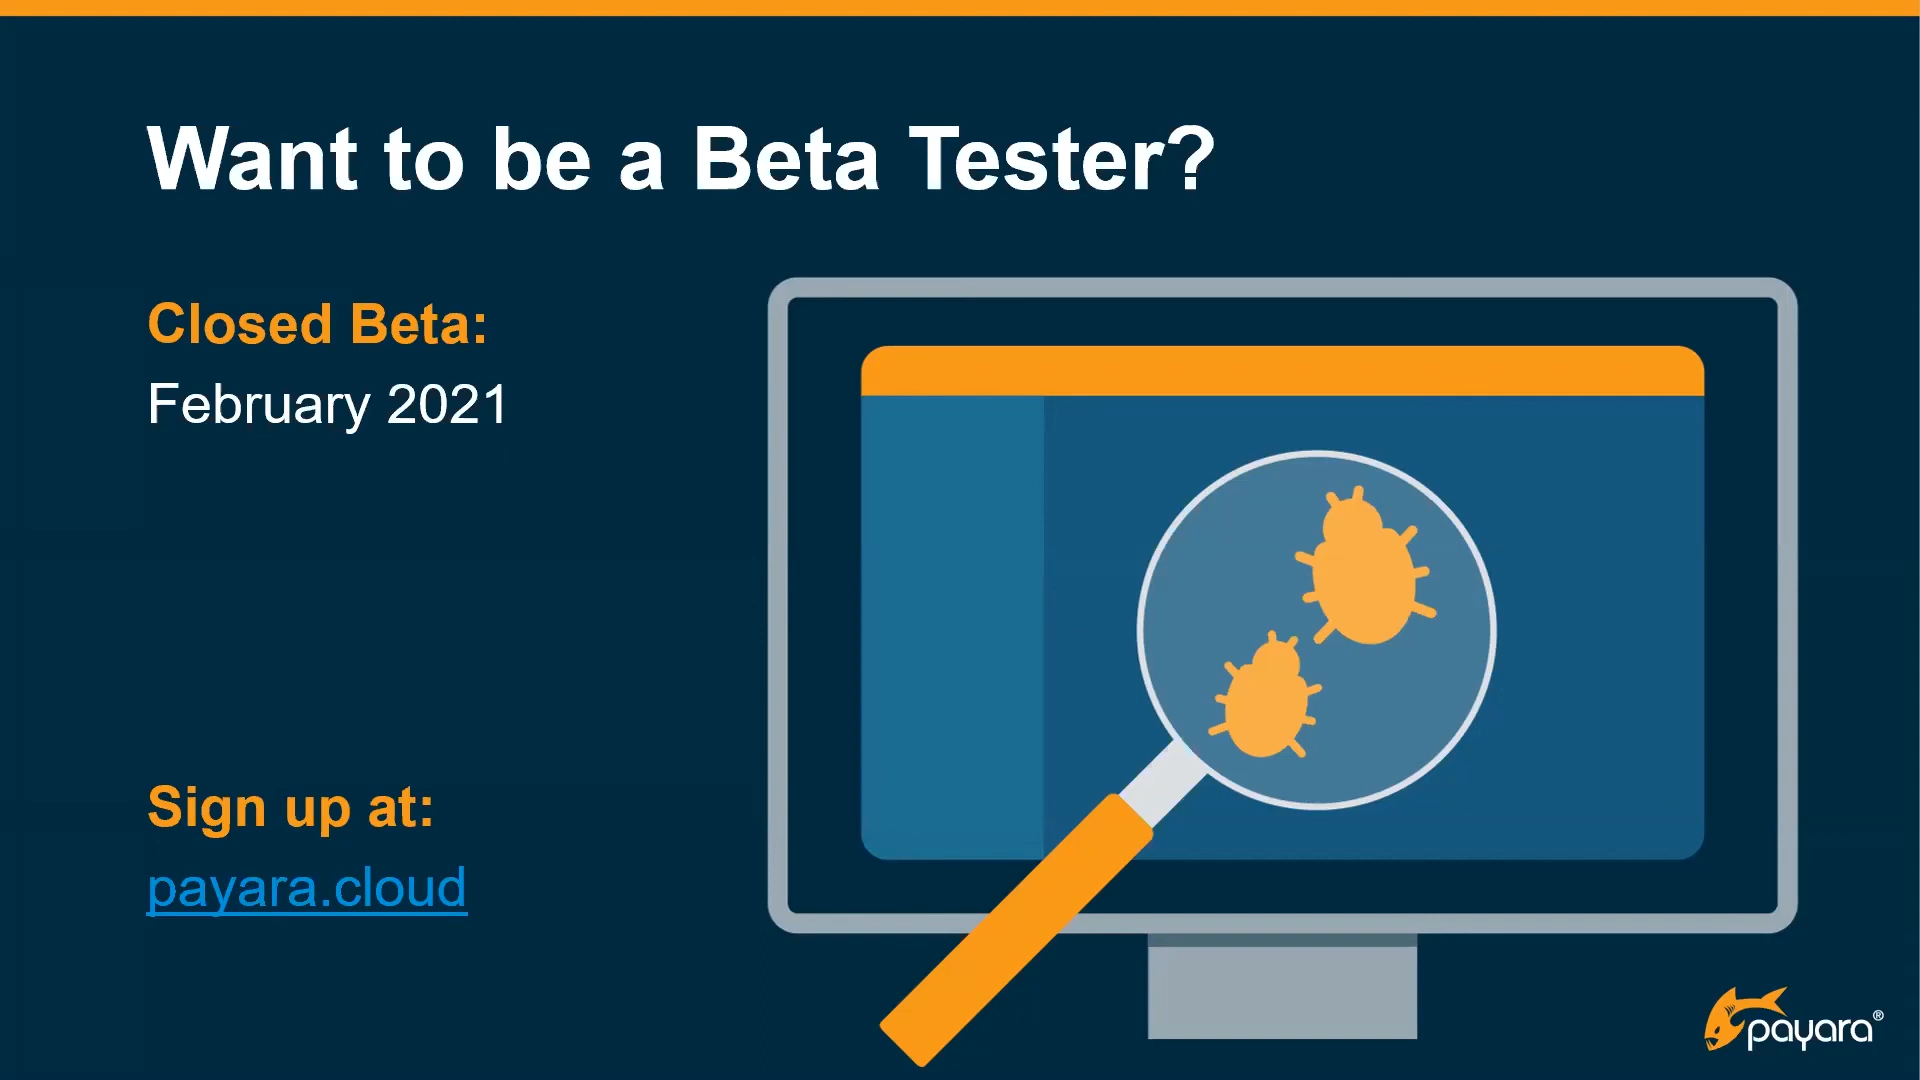 Want to be a Beta Tester?
Closed Beta:
February 2021
Sign up at:
payara.cloud
payara®